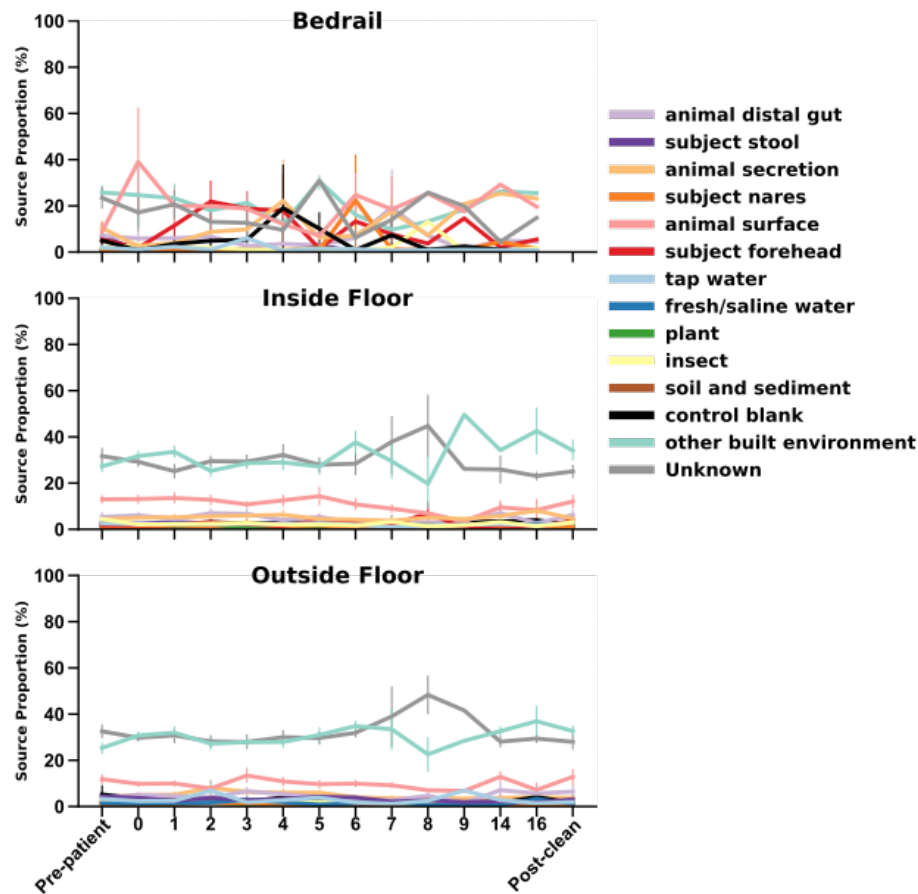 Bedrail
Source Proportion (%)
100
80
60
40
20
0
Inside Floor
Source Proportion (%)
100
80
60
40
20
0
Outside Floor
Source Proportion (%)
100
80
60
40
20
0
Pre-patient 0 1 2 3 4 5 6 7 8 9 14 16 Post-clean
animal distal gut
subject stool
animal secretion
subject nares
animal surface
subject forehead
tap water
fresh/saline water
plant
insect
soil and sediment
control blank
other built environment
Unknown